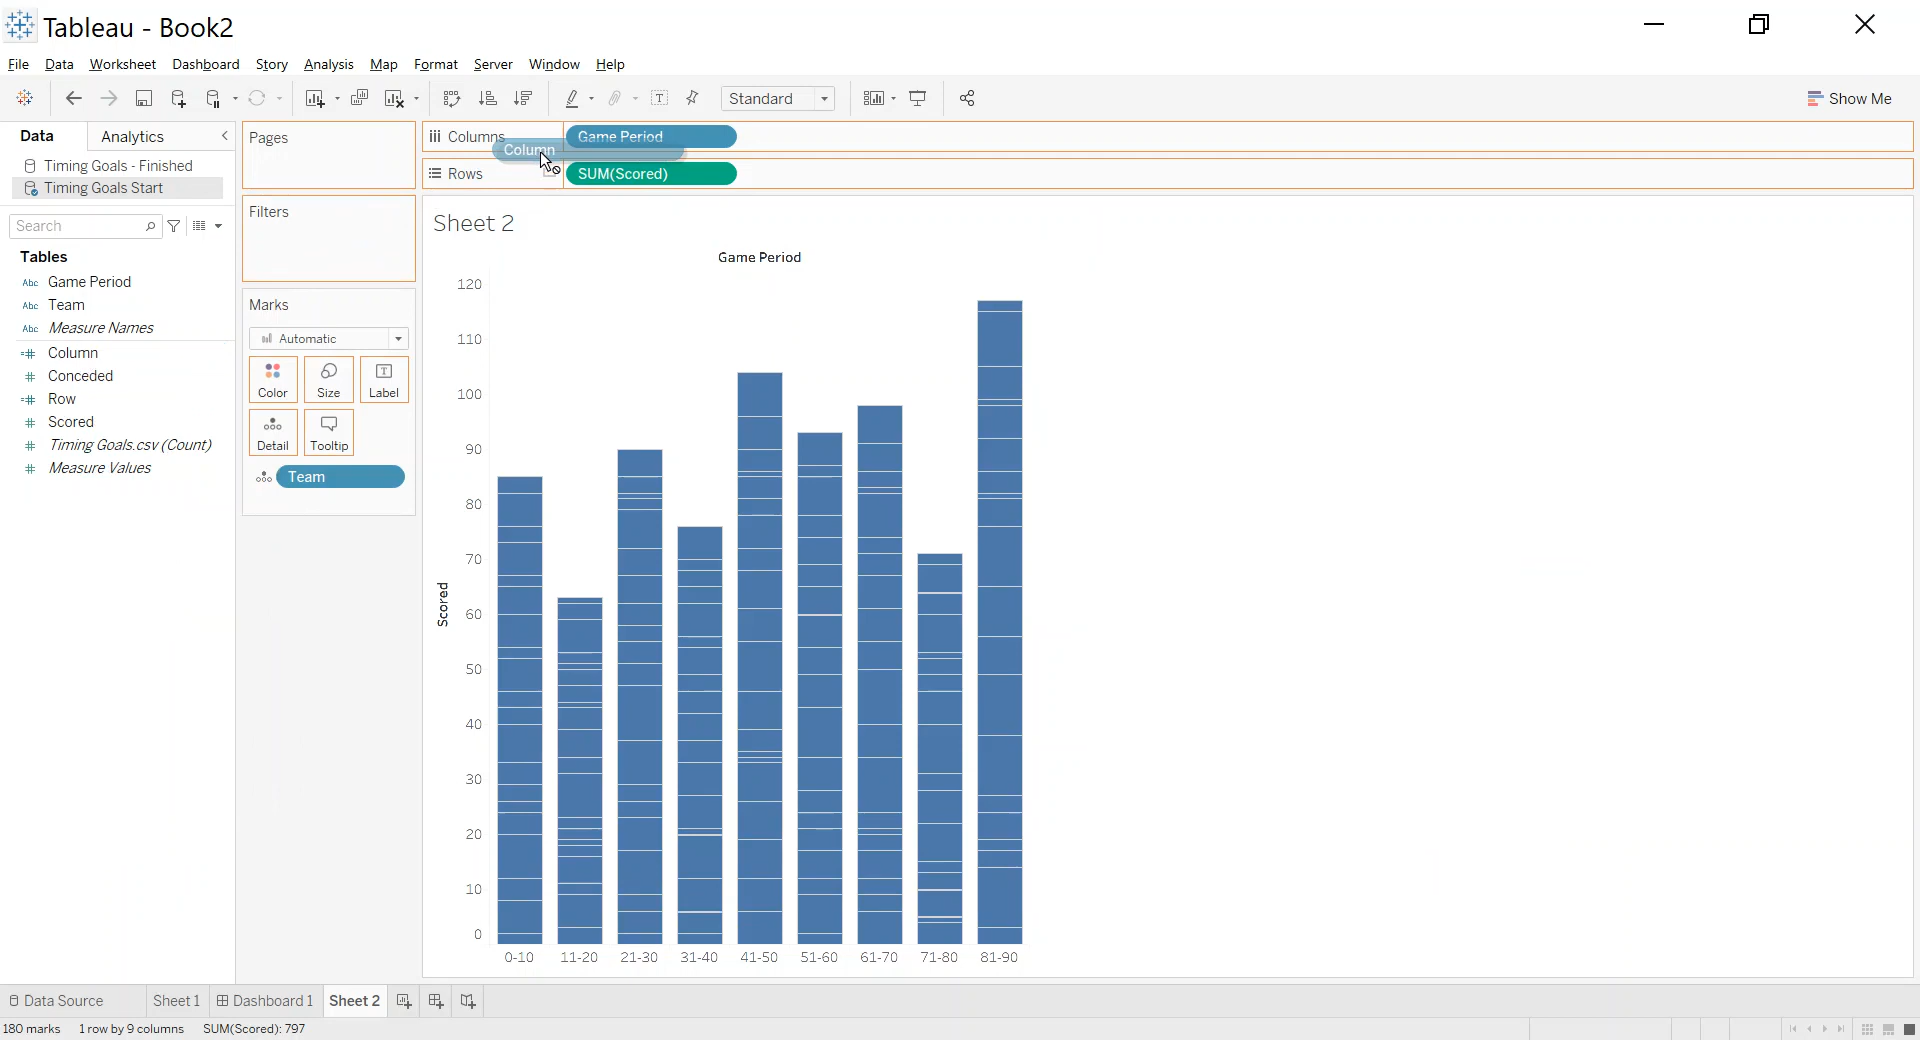 Tableau - Book2
File Data Worksheet Dashboard Story Analysis Map Format Server Window Help
Standard
Show Me
Data Analytics
Timing Goals - Finished
Timing Goals Start
Search
Tables
Abc Game Period
Abc Team
Abc Measure Names
=# Column
# Conceded
=# Row
# Scored
# Timing Goals.csv (Count)
# Measure Values
Pages
Filters
Marks
Automatic
Color Size Label
Detail Tooltip
Team
Columns Game Period
Column
Rows SUM(Scored)
Sheet 2
Game Period
120
110
100
90
80
70
60
50
40
30
20
10
0
Scored
0-10 11-20 21-30 31-40 41-50 51-60 61-70 71-80 81-90
Data Source Sheet 1 Dashboard 1 Sheet 2
180 marks 1 row by 9 columns SUM(Scored): 797